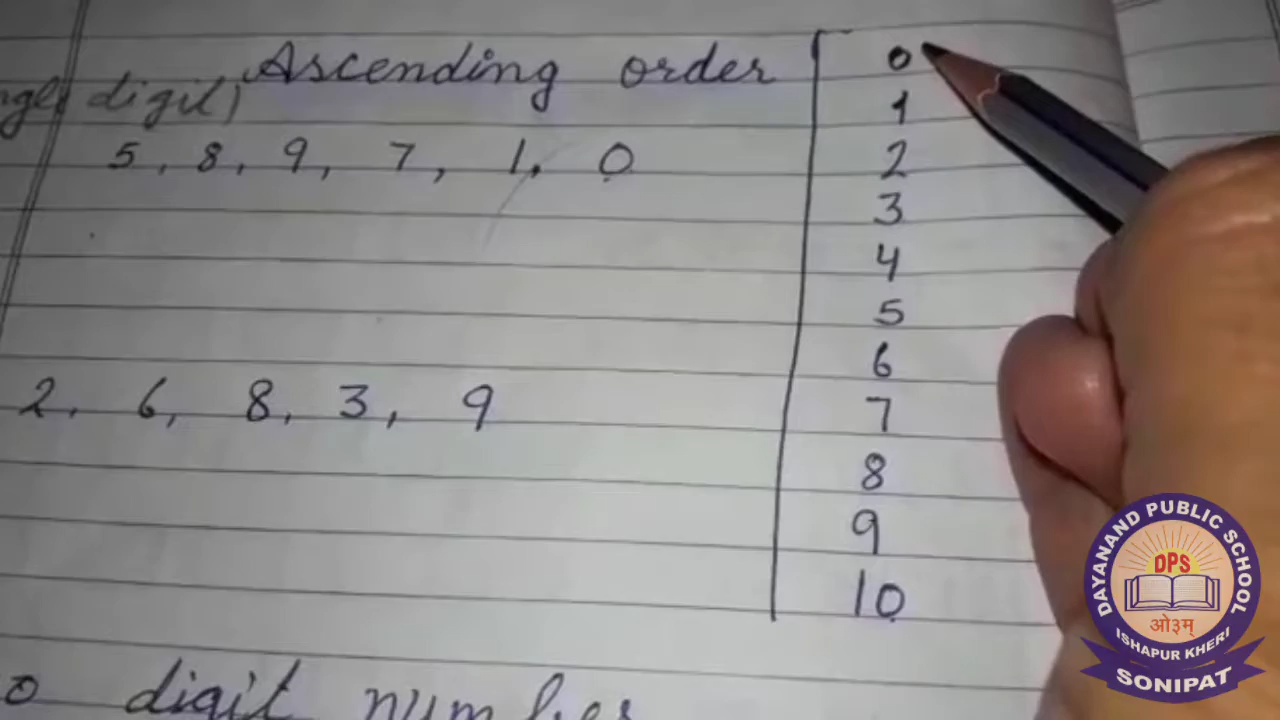 Ascending order
digit)
5, 8, 9, 7, 1, 0
2, 6, 8, 3, 9
digit number
0
1
2
3
4
5
6
7
8
9
10
DAYANAND PUBLIC SCHOOL
DPS
ओ३म्
ISHAPUR KHERI
SONIPAT